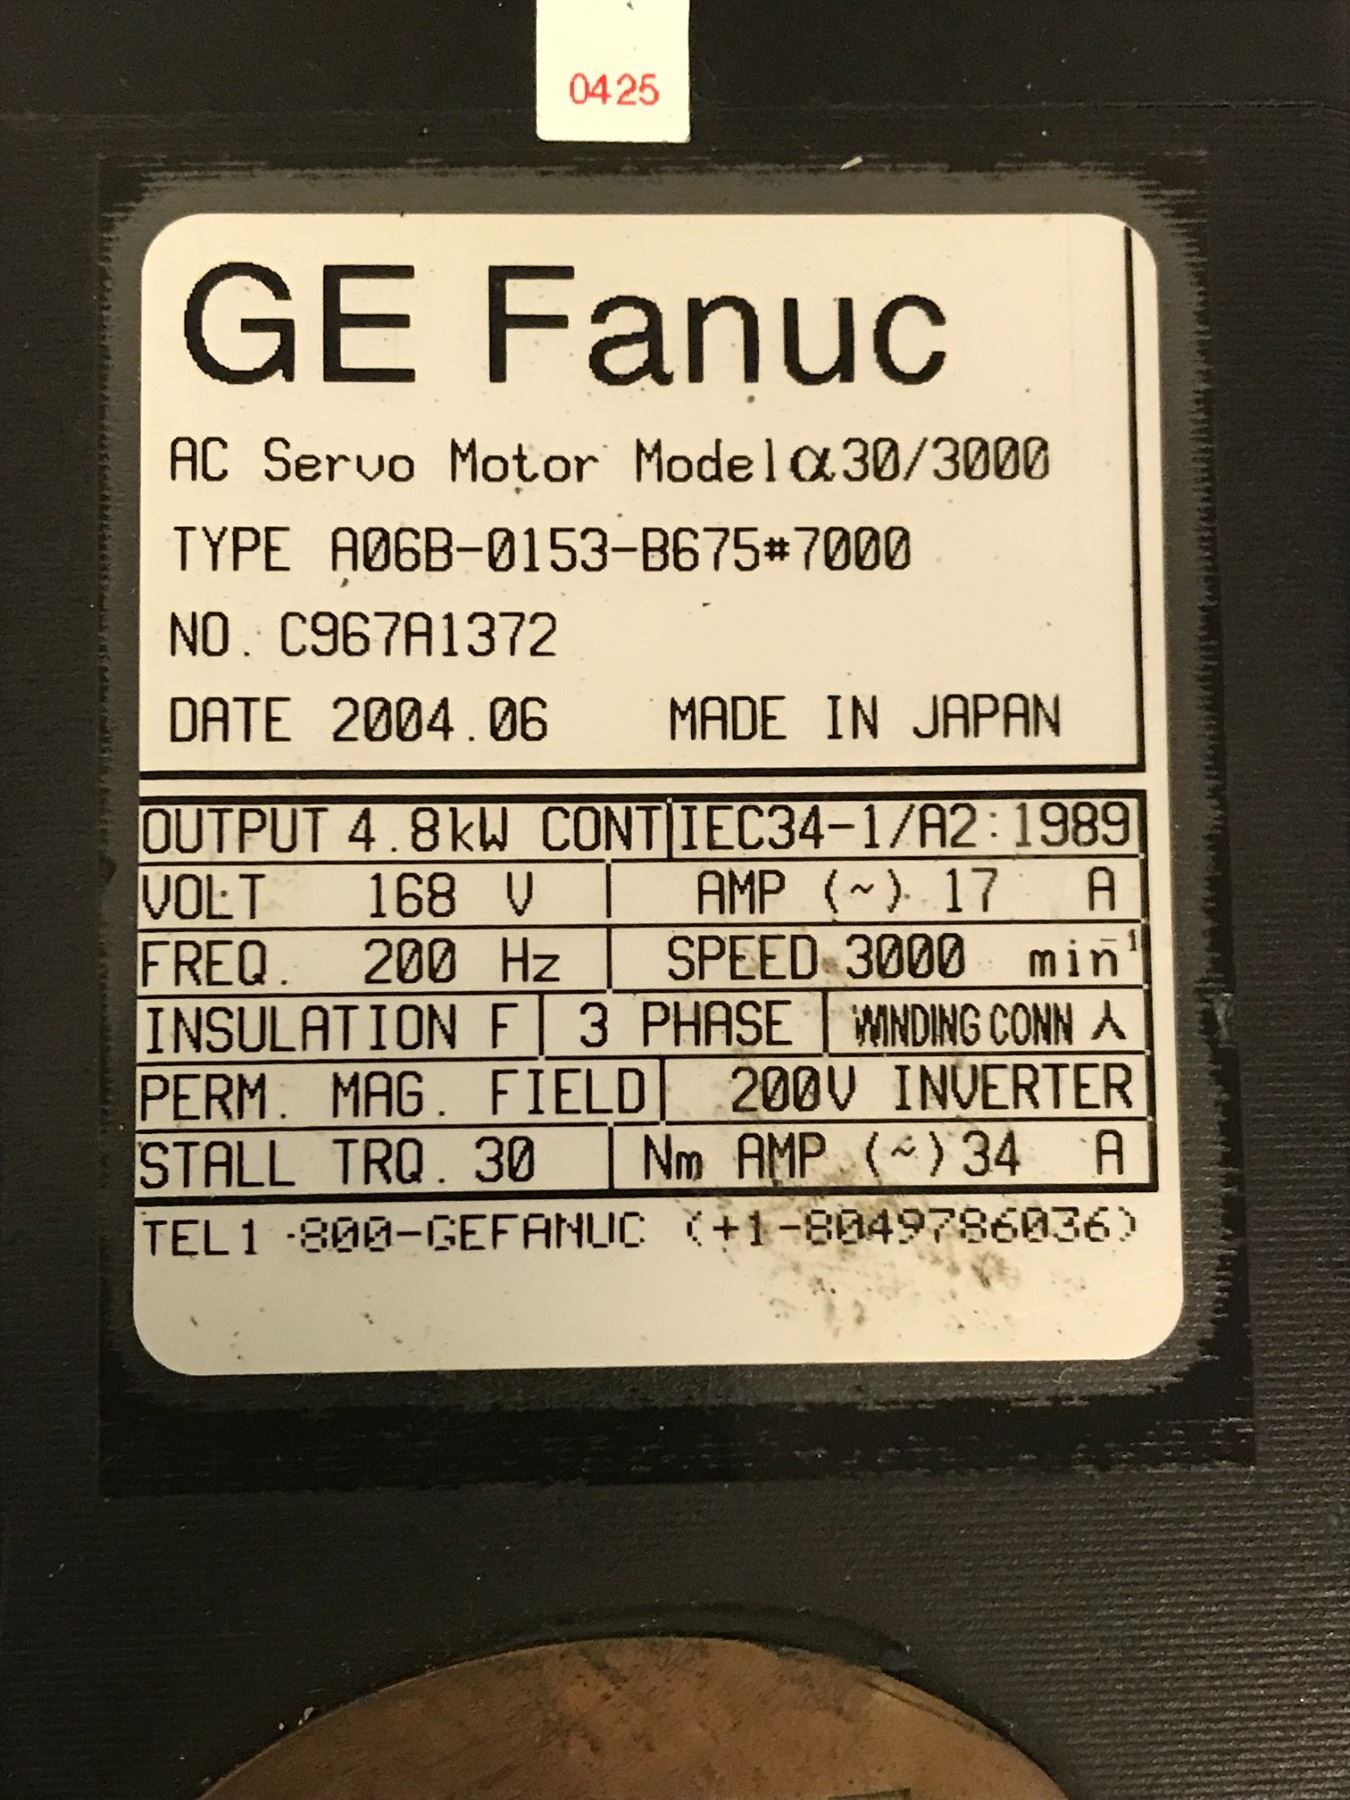 0425
GE Fanuc
AC Servo Motor Model α30/3000
TYPE A06B-0153-B675#7000
NO. C967A1372
DATE 2004.06 MADE IN JAPAN
OUTPUT 4.8kW CONT IEC34-1/A2:1989
VOLT 168 V AMP (~) 17 A
FREQ. 200 Hz SPEED 3000 min⁻¹
INSULATION F 3 PHASE WINDING CONN 人
PERM. MAG. FIELD 200V INVERTER
STALL TRQ. 30 Nm AMP (~) 34 A
TEL1-800-GEFANUC (+1-8049786036)